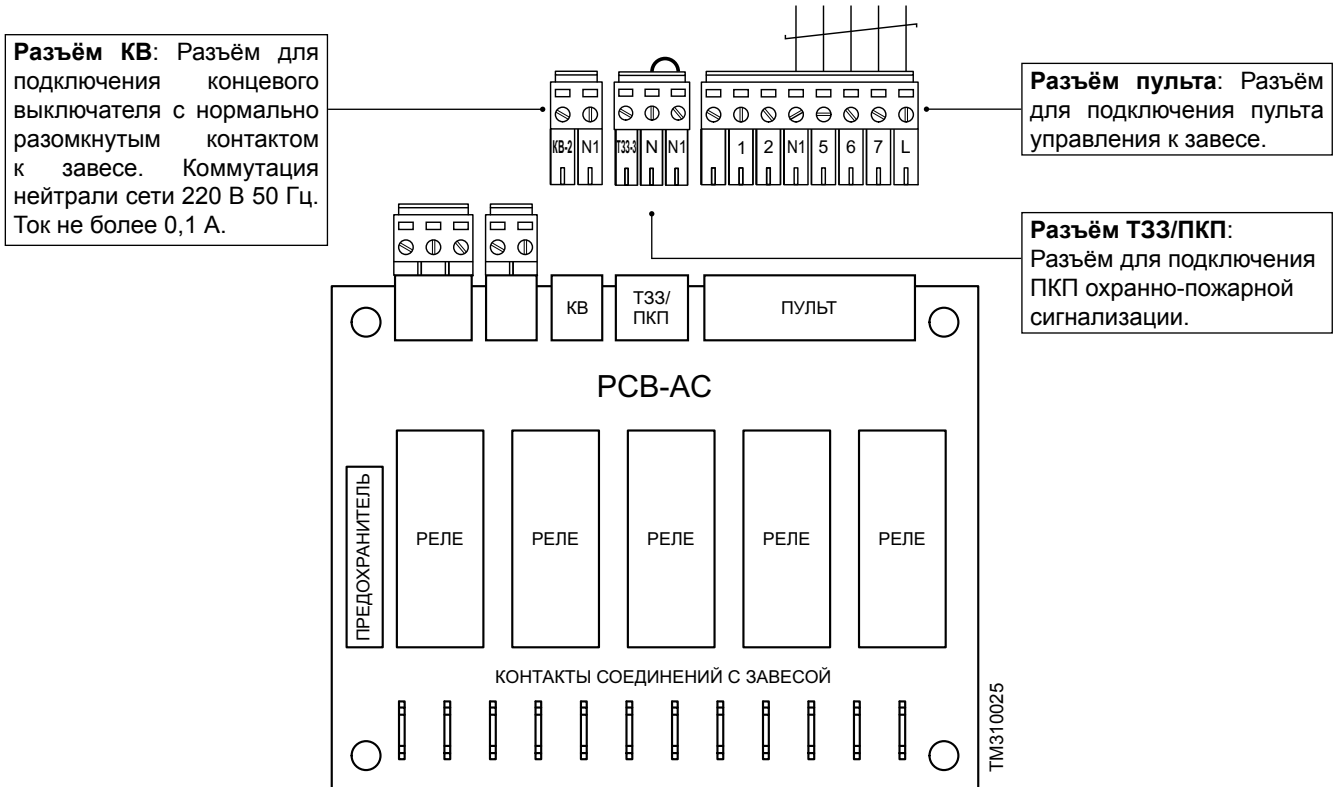 Разъём КВ: Разъём для
подключения концевого
выключателя с нормально
разомкнутым контактом
к завесе. Коммутация
нейтрали сети 220 В 50 Гц.
Ток не более 0,1 А.
КВ-2 N1
ТЗЗ-3 N N1
1 2 N1 5 6 7 L
Разъём пульта: Разъём
для подключения пульта
управления к завесе.
Разъём ТЗЗ/ПКП:
Разъём для подключения
ПКП охранно-пожарной
сигнализации.
КВ
ТЗЗ/
ПКП
ПУЛЬТ
PCB-AC
ПРЕДОХРАНИТЕЛЬ
РЕЛЕ РЕЛЕ РЕЛЕ РЕЛЕ РЕЛЕ
КОНТАКТЫ СОЕДИНЕНИЙ С ЗАВЕСОЙ
TM310025